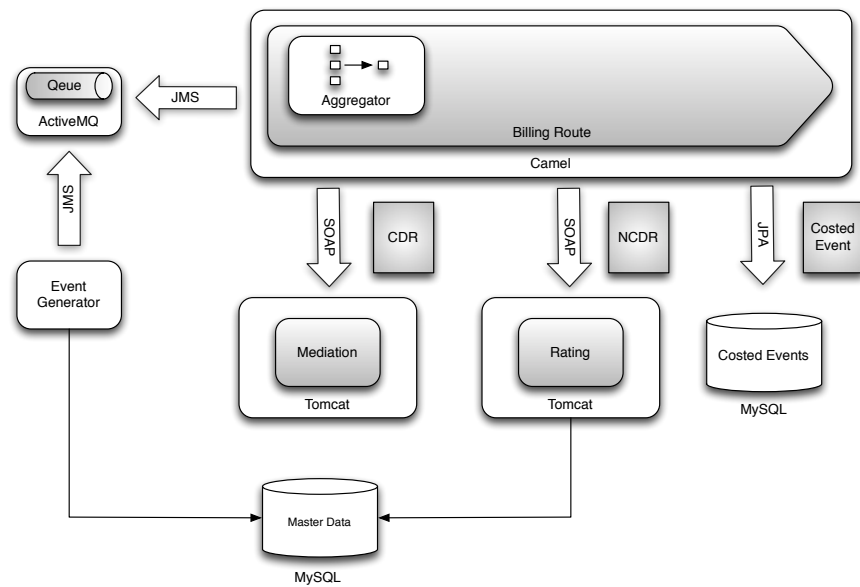 Qeue
ActiveMQ
JMS
Aggregator
Billing Route
Camel
JMS
SOAP
CDR
SOAP
NCDR
JPA
Costed
Event
Event
Generator
Mediation
Tomcat
Rating
Tomcat
Costed Events
MySQL
Master Data
MySQL